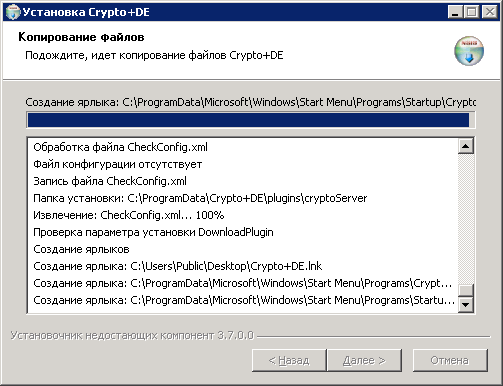 Установка Crypto+DE
Копирование файлов
Подождите, идет копирование файлов Crypto+DE
Создание ярлыка: C:\ProgramData\Microsoft\Windows\Start Menu\Programs\Startup\Crypto
Обработка файла CheckConfig.xml
Файл конфигурации отсутствует
Запись файла CheckConfig.xml
Папка установки: C:\ProgramData\Crypto+DE\plugins\cryptoServer
Извлечение: CheckConfig.xml... 100%
Проверка параметра установки DownloadPlugin
Создание ярлыков
Создание ярлыка: C:\Users\Public\Desktop\Crypto+DE.lnk
Создание ярлыка: C:\ProgramData\Microsoft\Windows\Start Menu\Programs\Crypt...
Создание ярлыка: C:\ProgramData\Microsoft\Windows\Start Menu\Programs\Startu...
Установочник недостающих компонент 3.7.0.0
< Назад Далее > Отмена